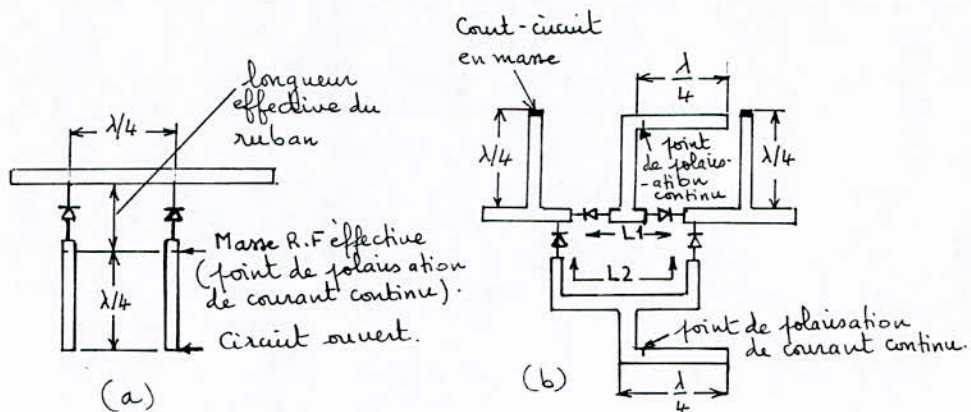 longueur
effective du
ruban
λ/4
Masse R.F effective
(point de polarisation
de courant continu).
λ/4
Circuit ouvert.
(a)
Court-circuit
en masse
λ/4
λ/4
point
de polaris-
-ation
continue
λ/4
L1
L2
point de polarisation
de courant continu.
λ/4
(b)